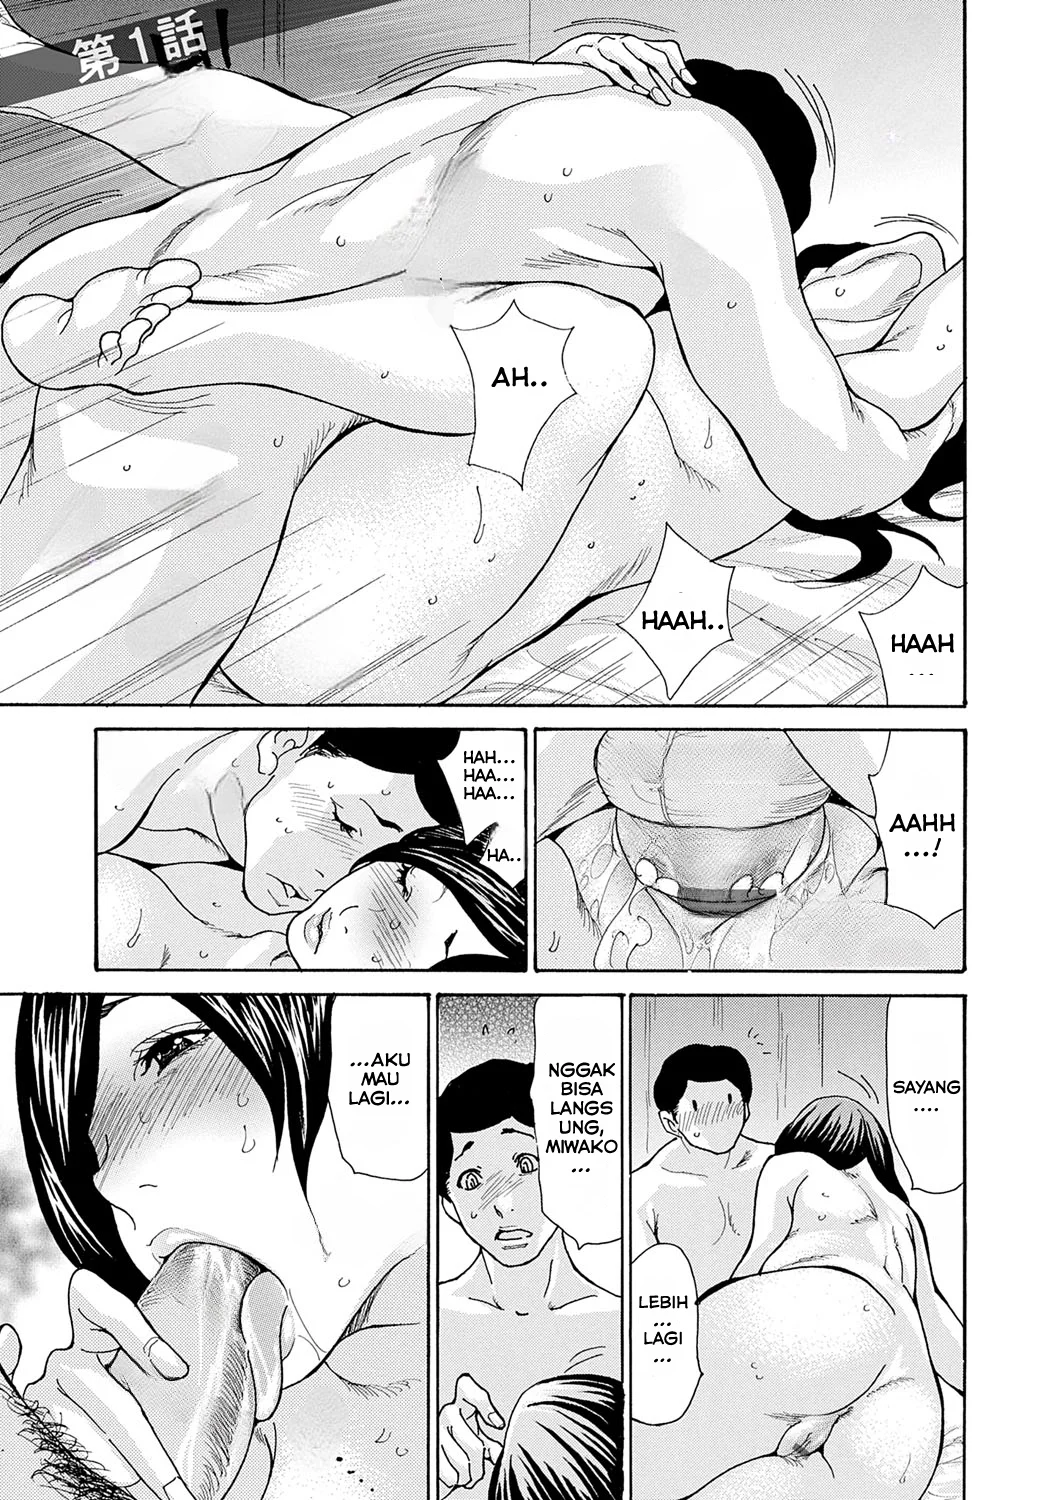 第1話
AH..
HAAH..
HAAH
...
AAHH
...!
HAH...
HAA...
HAA...
HA..
SAYANG
....
LEBIH
...
LAGI
...
NGGAK
BISA
LANGS
UNG,
MIWAKO
...
...AKU
MAU
LAGI...